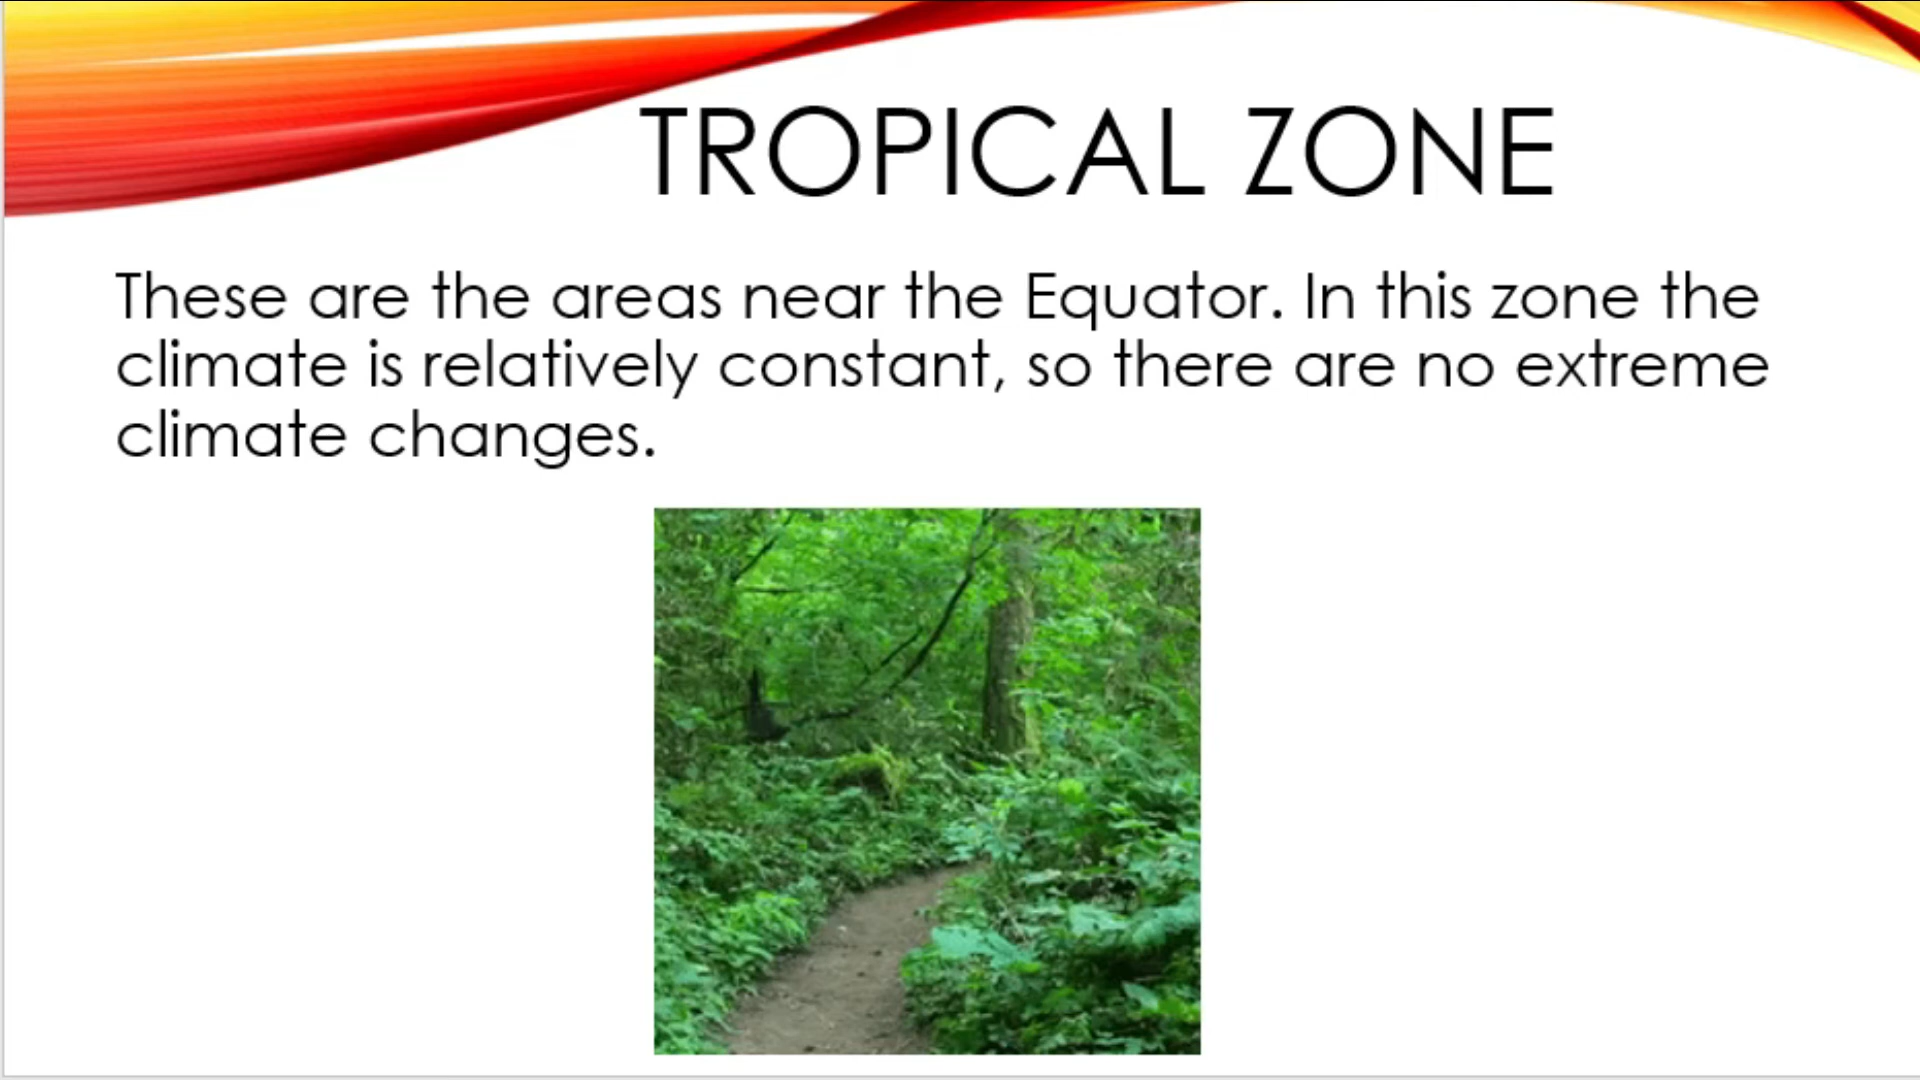 TROPICAL ZONE
These are the areas near the Equator. In this zone the
climate is relatively constant, so there are no extreme
climate changes.